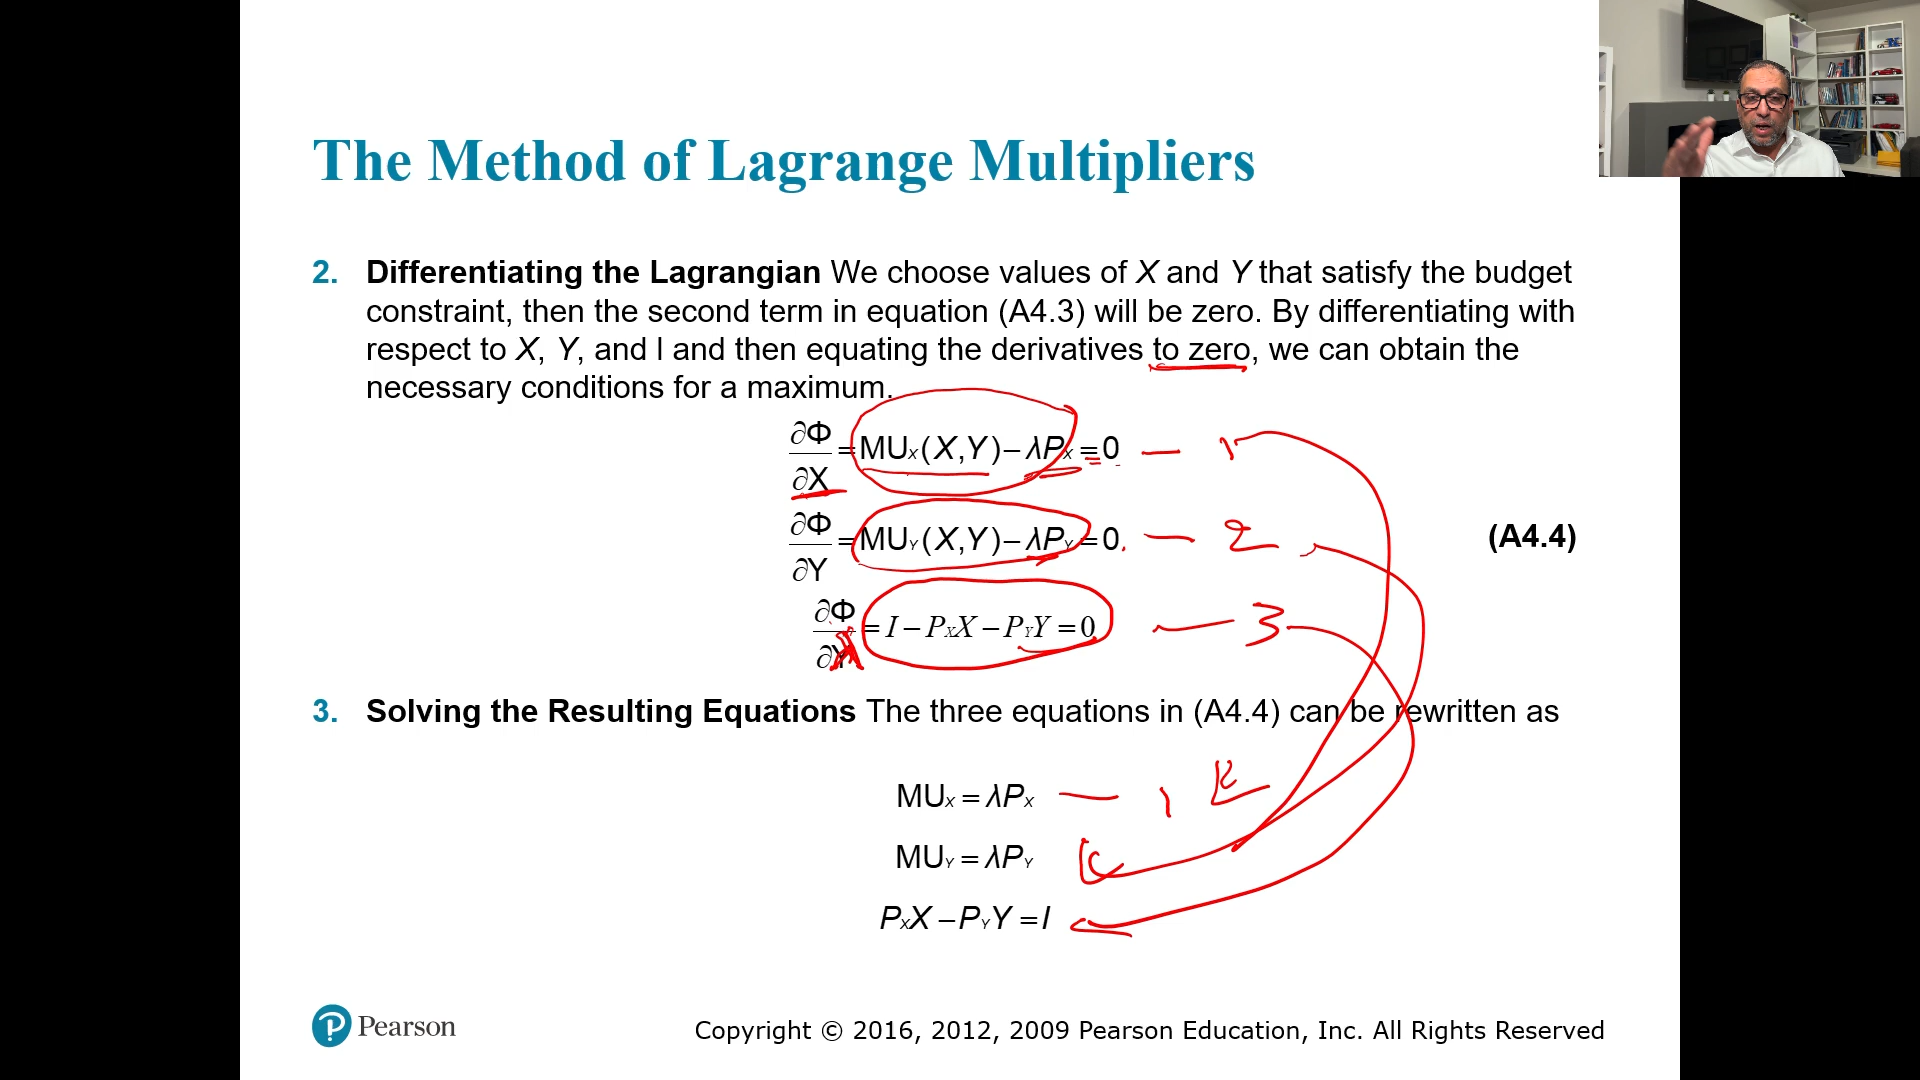 The Method of Lagrange Multipliers
2. Differentiating the Lagrangian We choose values of X and Y that satisfy the budget
constraint, then the second term in equation (A4.3) will be zero. By differentiating with
respect to X, Y, and l and then equating the derivatives to zero, we can obtain the
necessary conditions for a maximum.
∂Φ/∂X = MUx(X,Y) − λPx = 0 — 1
∂Φ/∂Y = MUY(X,Y) − λPY = 0. — 2
(A4.4)
∂Φ/∂λ = I − PXX − PYY = 0 — 3
3. Solving the Resulting Equations The three equations in (A4.4) can be rewritten as
MUx = λPx — 1
MUY = λPY
PXX − PYY = I
Pearson
Copyright © 2016, 2012, 2009 Pearson Education, Inc. All Rights Reserved